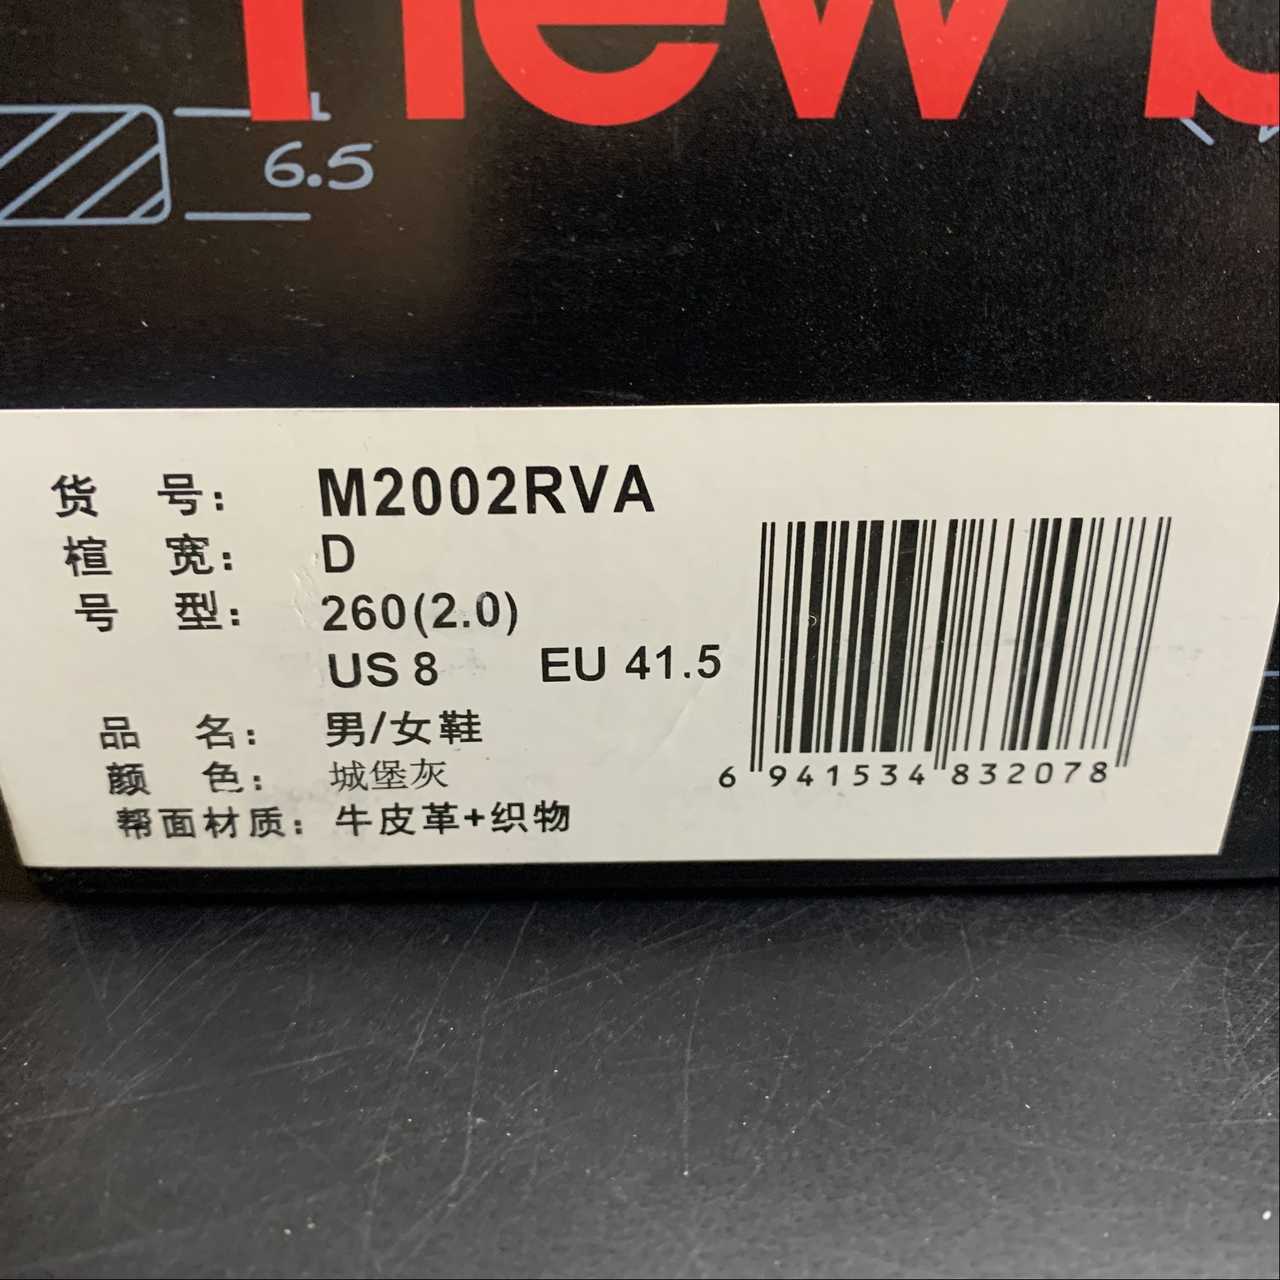 new b
6.5
货 号： M2002RVA
楦 宽： D
号 型： 260(2.0)
US 8 EU 41.5
品 名： 男/女鞋
颜 色： 城堡灰
帮面材质： 牛皮革+织物
6 941534 832078